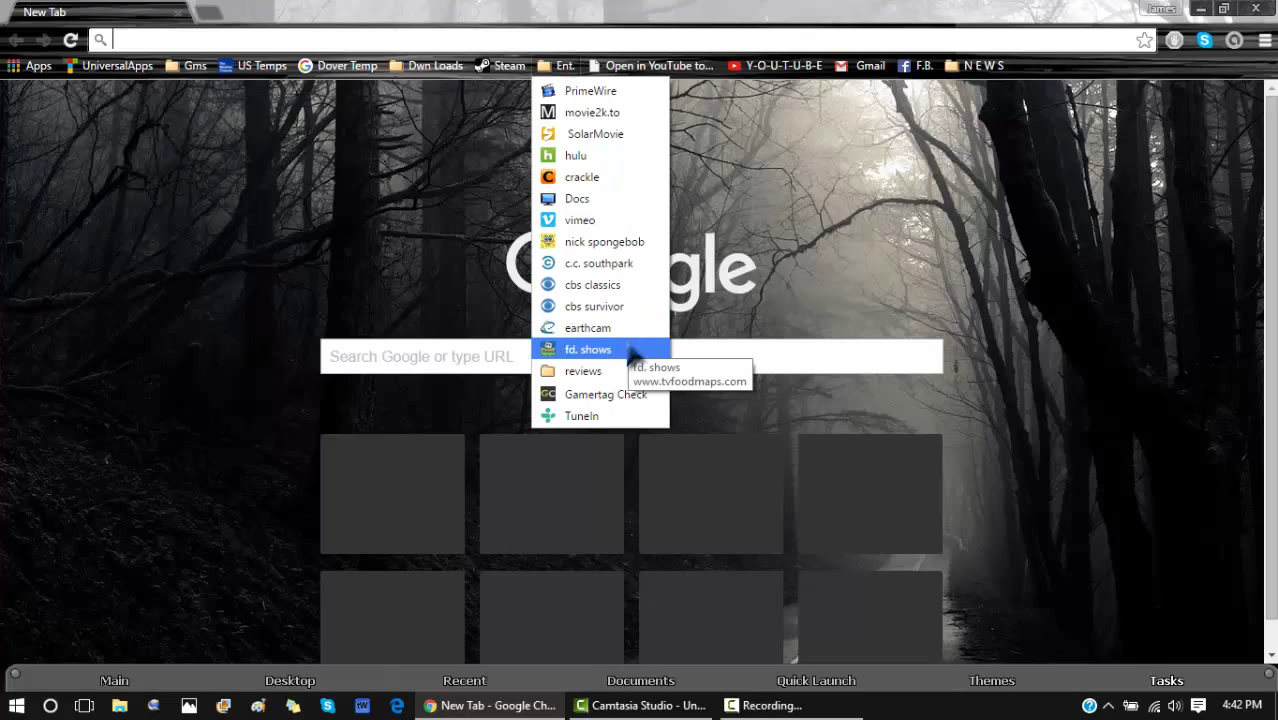 New Tab
James
Apps
UniversalApps
Gms
US Temps
Dover Temp
Dwn Loads
Steam
Ent.
Open in YouTube to...
Y-O-U-T-U-B-E
Gmail
F.B.
N E W S
PrimeWire
movie2k.to
SolarMovie
hulu
crackle
Docs
vimeo
nick spongebob
c.c. southpark
cbs classics
cbs survivor
earthcam
fd. shows
reviews
Gamertag Check
TuneIn
fd. shows
www.tvfoodmaps.com
Google
Search Google or type URL
Main
Desktop
Recent
Documents
Quick Launch
Themes
Tasks
New Tab - Google Ch...
Camtasia Studio - Un...
Recording...
4:42 PM